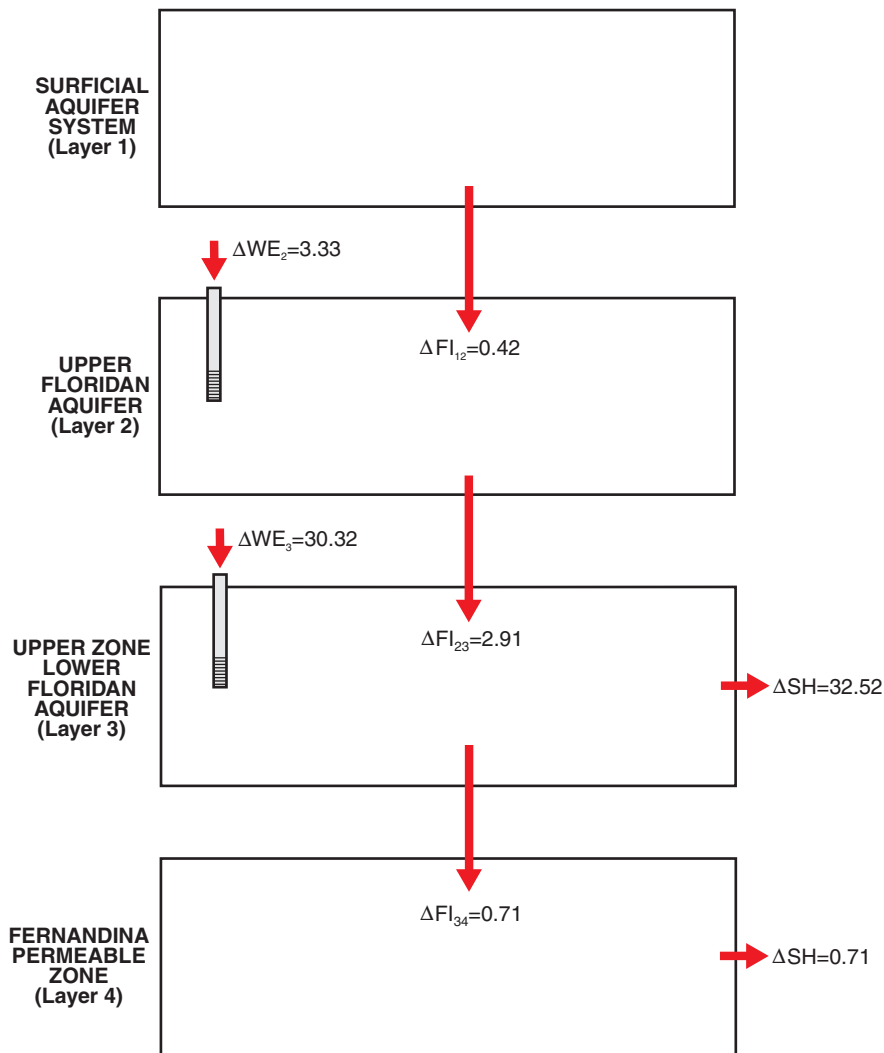 SURFICIAL
AQUIFER
SYSTEM
(Layer 1)
ΔWE₂=3.33
UPPER
FLORIDAN
AQUIFER
(Layer 2)
ΔFI₁₂=0.42
ΔWE₃=30.32
UPPER ZONE
LOWER
FLORIDAN
AQUIFER
(Layer 3)
ΔFI₂₃=2.91
ΔSH=32.52
FERNANDINA
PERMEABLE
ZONE
(Layer 4)
ΔFI₃₄=0.71
ΔSH=0.71